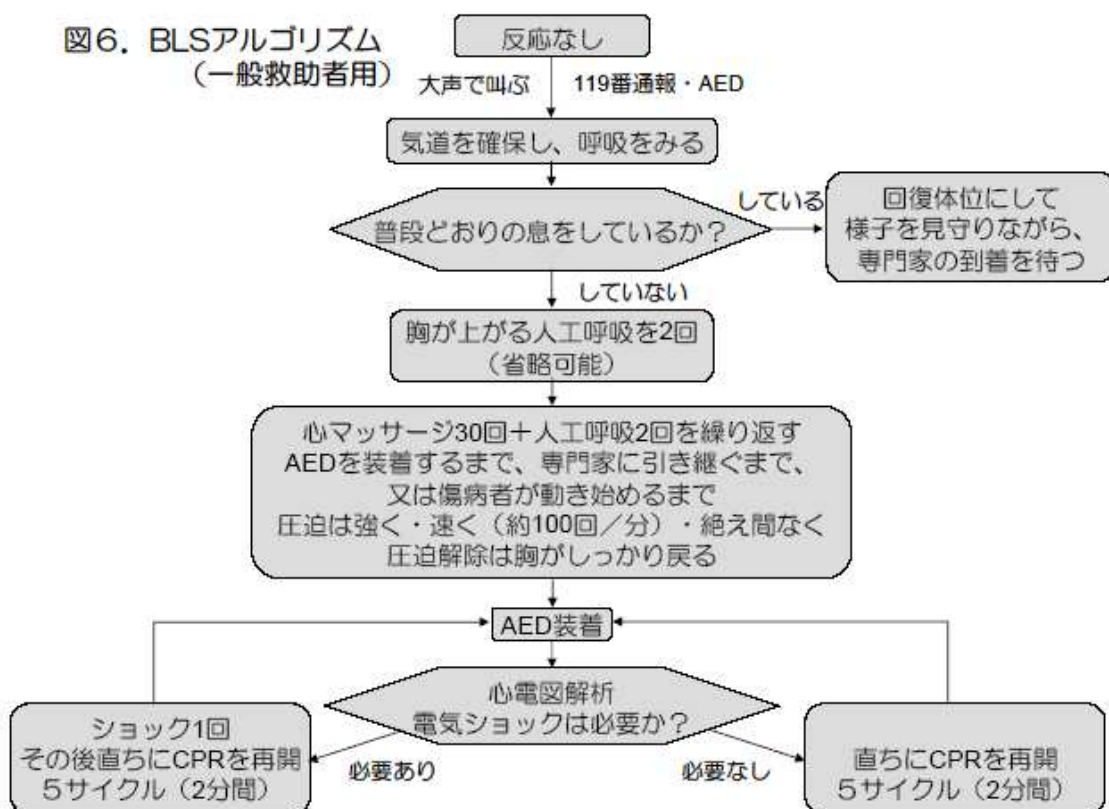 図6．BLSアルゴリズム
（一般救助者用）
反応なし
大声で叫ぶ
119番通報・AED
気道を確保し、呼吸をみる
普段どおりの息をしているか？
している
回復体位にして
様子を見守りながら、
専門家の到着を待つ
していない
胸が上がる人工呼吸を2回
（省略可能）
心マッサージ30回＋人工呼吸2回を繰り返す
AEDを装着するまで、専門家に引き継ぐまで、
又は傷病者が動き始めるまで
圧迫は強く・速く（約100回／分）・絶え間なく
圧迫解除は胸がしっかり戻る
AED装着
心電図解析
電気ショックは必要か？
必要あり
必要なし
ショック1回
その後直ちにCPRを再開
５サイクル（2分間）
直ちにCPRを再開
５サイクル（2分間）